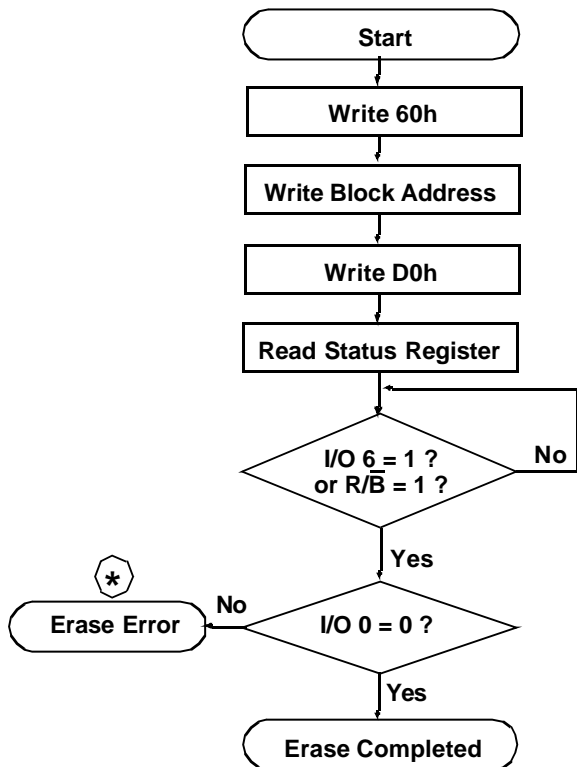 Start
Write 60h
Write Block Address
Write D0h
Read Status Register
I/O 6 = 1 ?
or R/B̅ = 1 ?
No
Yes
*
No
Erase Error
I/O 0 = 0 ?
Yes
Erase Completed